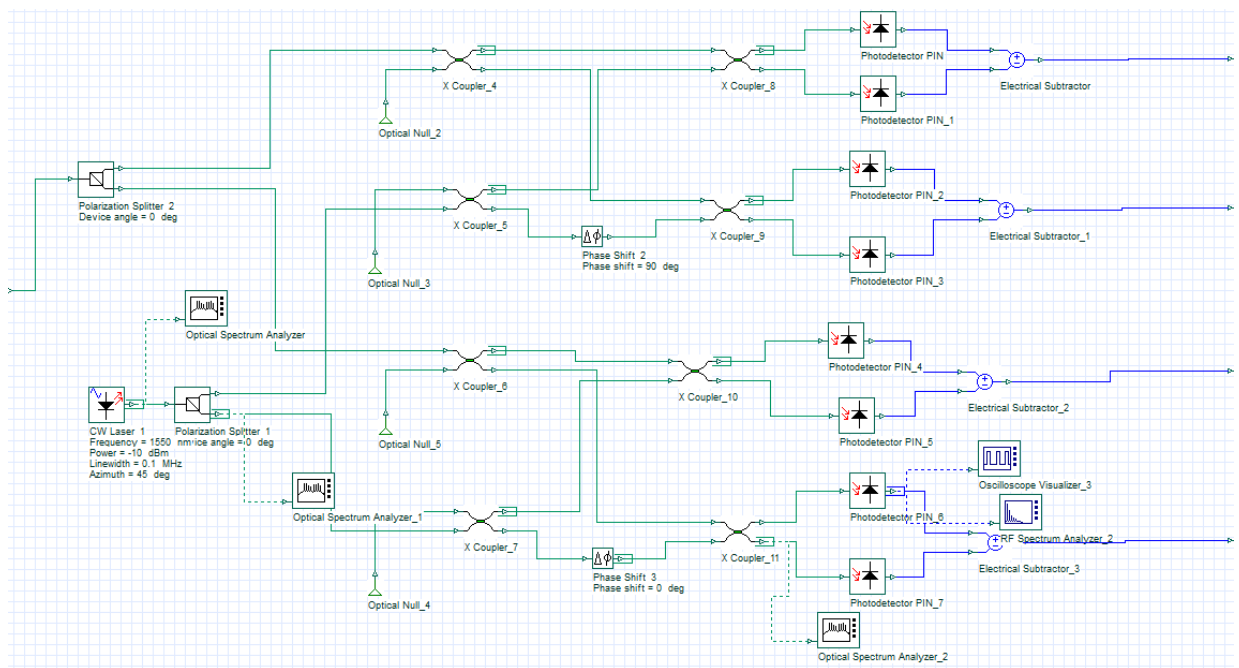 Photodetector PIN
X Coupler_4
X Coupler_8
Electrical Subtractor
Photodetector PIN_1
Optical Null_2
Photodetector PIN_2
Polarization Splitter 2
Device angle = 0 deg
X Coupler_5
X Coupler_9
Electrical Subtractor_1
Phase Shift 2
Phase shift = 90 deg
Photodetector PIN_3
Optical Null_3
Optical Spectrum Analyzer
Photodetector PIN_4
X Coupler_6
X Coupler_10
Electrical Subtractor_2
CW Laser 1
Frequency = 1550 nm
Power = -10 dBm
Linewidth = 0.1 MHz
Azimuth = 45 deg
Polarization Splitter 1
ice angle = 0 deg
Optical Null_5
Photodetector PIN_5
Oscilloscope Visualizer_3
Optical Spectrum Analyzer_1
Photodetector PIN_6
RF Spectrum Analyzer_2
X Coupler_7
X Coupler_11
Electrical Subtractor_3
Phase Shift 3
Phase shift = 0 deg
Optical Null_4
Photodetector PIN_7
Optical Spectrum Analyzer_2